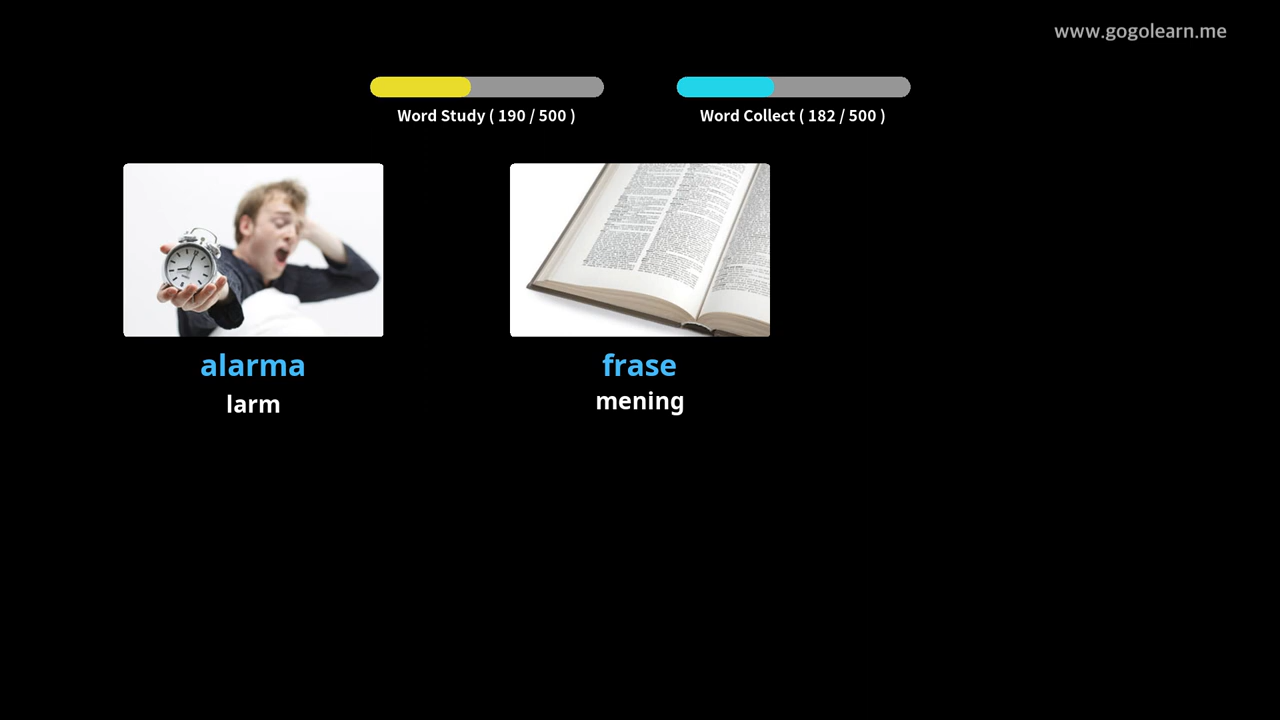 www.gogolearn.me
Word Study ( 190 / 500 )
Word Collect ( 182 / 500 )
alarma
larm
frase
mening